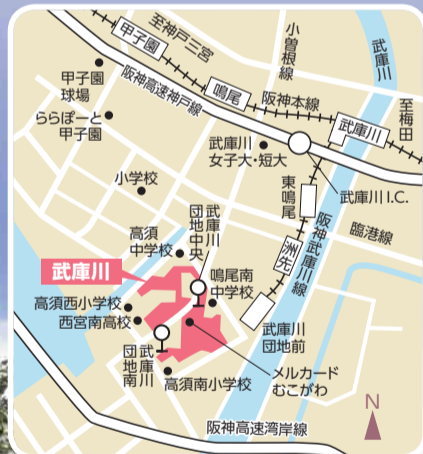 至神戸三宮
小曽根線
武庫川
甲子園
鳴尾
阪神本線
至梅田
甲子園
球場
阪神高速神戸線
武庫川
ららぽーと
甲子園
武庫川
女子大・短大
武庫川I.C.
小学校
東鳴尾
阪神武庫川線
臨港線
洲先
高須
中学校
武庫川
団地中央
武庫川
鳴尾南
中学校
高須西小学校
西宮南高校
武庫川
団地前
武庫川
団地南
メルカード
むこがわ
高須南小学校
阪神高速湾岸線
N